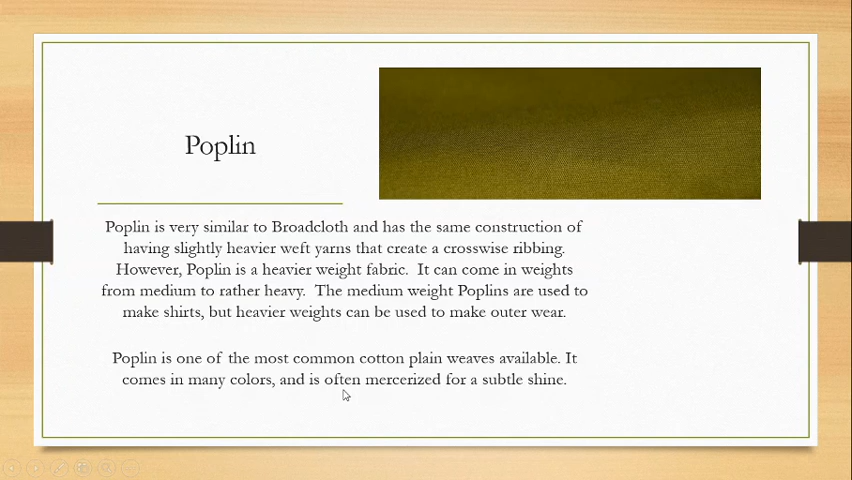 Poplin
Poplin is very similar to Broadcloth and has the same construction of
having slightly heavier weft yarns that create a crosswise ribbing.
However, Poplin is a heavier weight fabric.  It can come in weights
from medium to rather heavy.  The medium weight Poplins are used to
make shirts, but heavier weights can be used to make outer wear.
Poplin is one of the most common cotton plain weaves available. It
comes in many colors, and is often mercerized for a subtle shine.